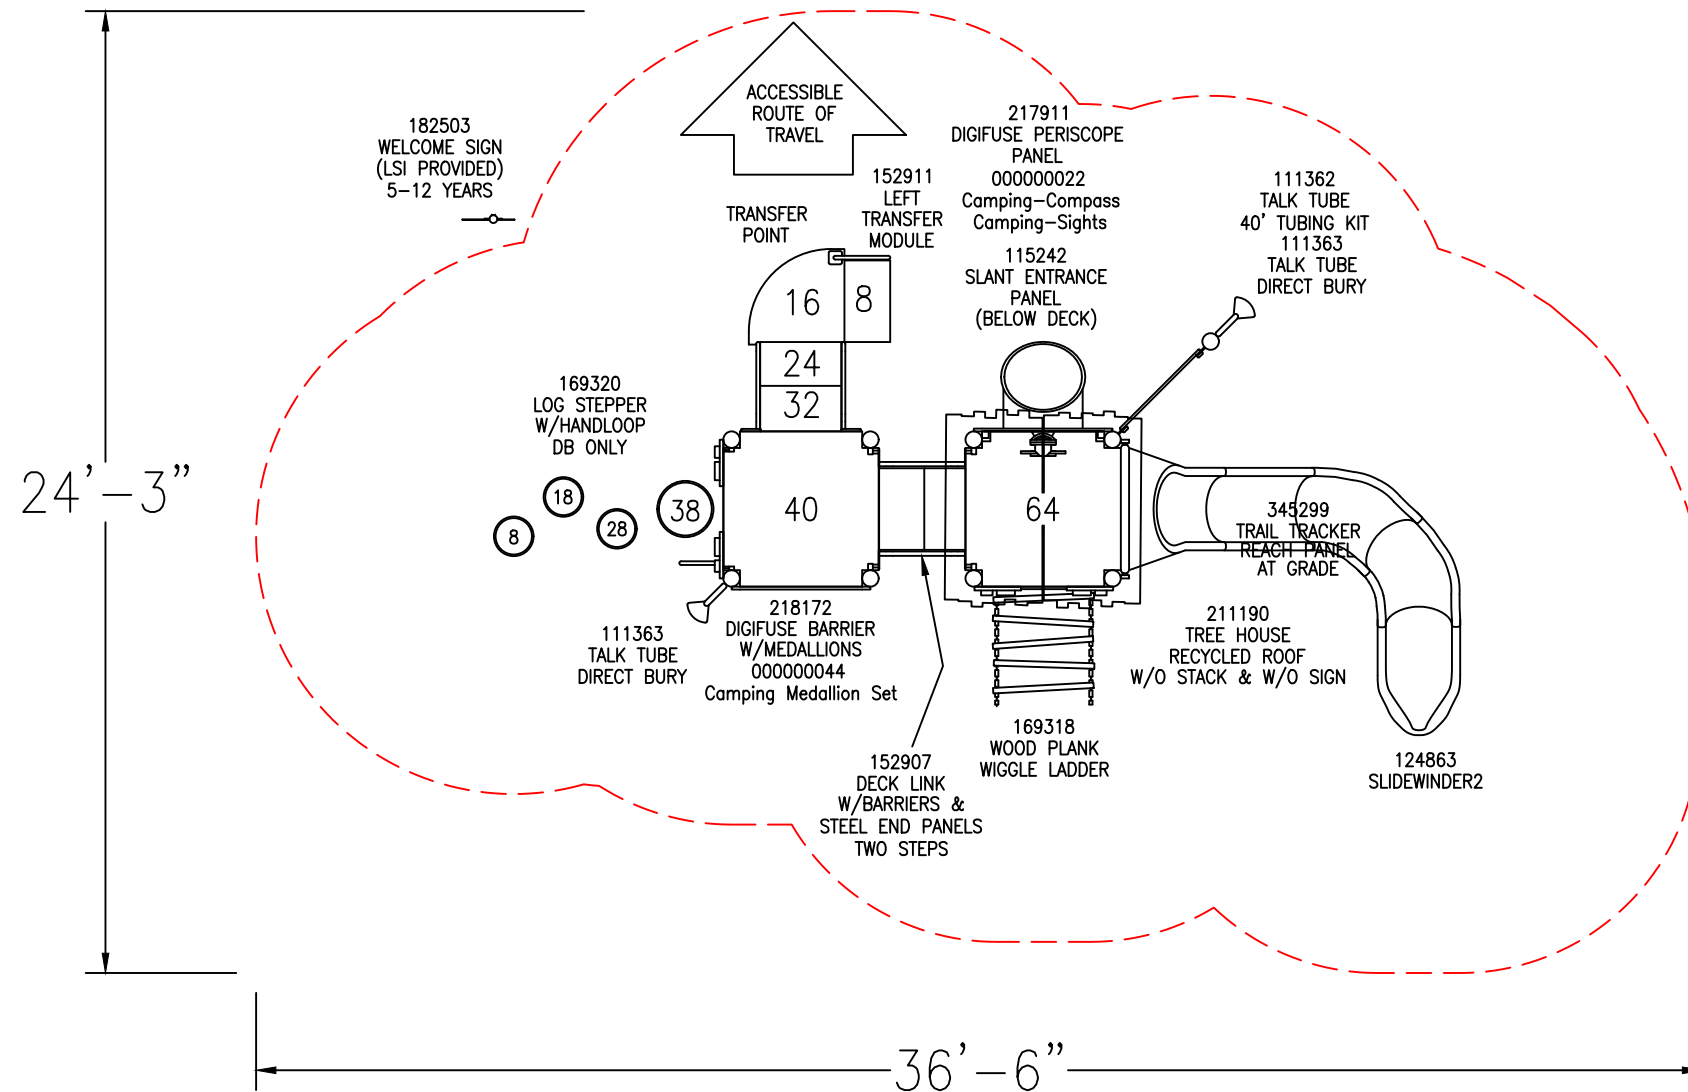 ACCESSIBLE
ROUTE OF
TRAVEL
182503
WELCOME SIGN
(LSI PROVIDED)
5-12 YEARS
217911
DIGIFUSE PERISCOPE
PANEL
000000022
Camping-Compass
Camping-Sights
152911
LEFT
TRANSFER
MODULE
TRANSFER
POINT
111362
TALK TUBE
40' TUBING KIT
111363
TALK TUBE
DIRECT BURY
115242
SLANT ENTRANCE
PANEL
(BELOW DECK)
16
8
24
32
169320
LOG STEPPER
W/HANDLOOP
DB ONLY
24'-3"
8
18
28
38
40
64
345299
TRAIL TRACKER
REACH PANEL
AT GRADE
111363
TALK TUBE
DIRECT BURY
218172
DIGIFUSE BARRIER
W/MEDALLIONS
000000044
Camping Medallion Set
211190
TREE HOUSE
RECYCLED ROOF
W/O STACK & W/O SIGN
169318
WOOD PLANK
WIGGLE LADDER
152907
DECK LINK
W/BARRIERS &
STEEL END PANELS
TWO STEPS
124863
SLIDEWINDER2
36'-6"